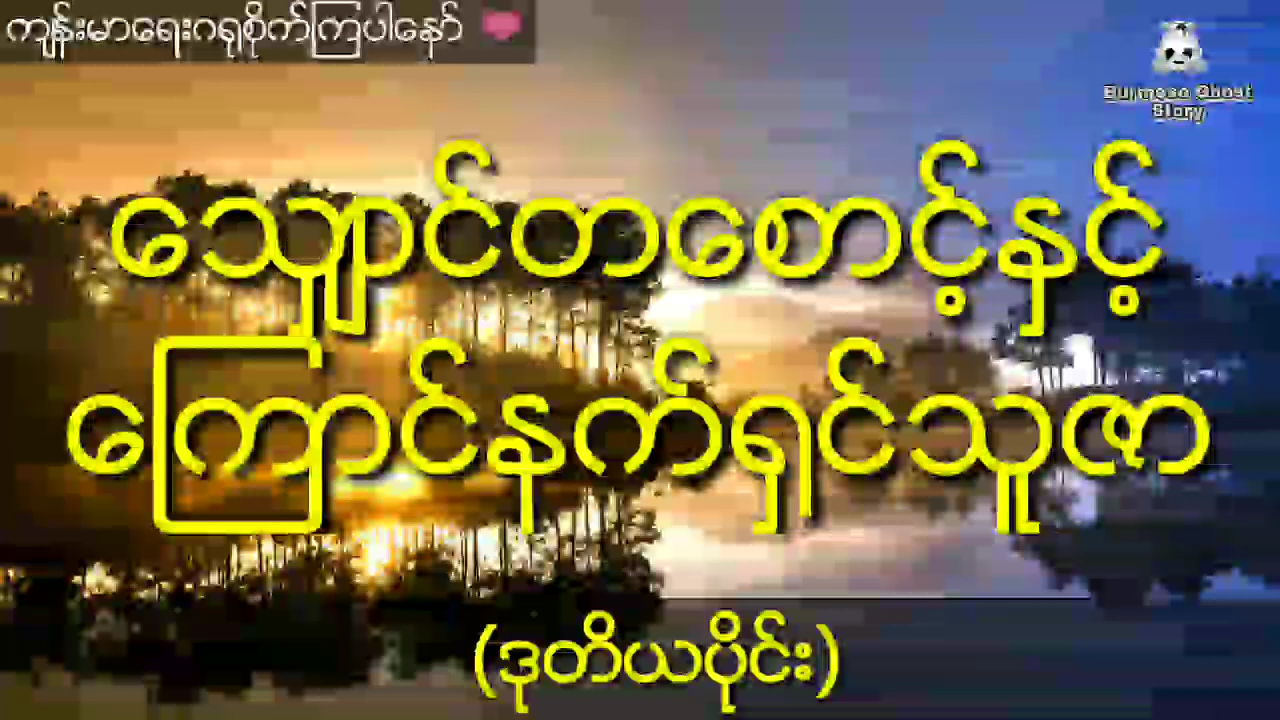 ကျန်းမာရေးဂရုစိုက်ကြပါနော် ❤
Burmese Ghost
Story
သျှောင်တစောင့်နှင့်
ကြောင်နက်ရှင်သူဇာ
(ဒုတိယပိုင်း)